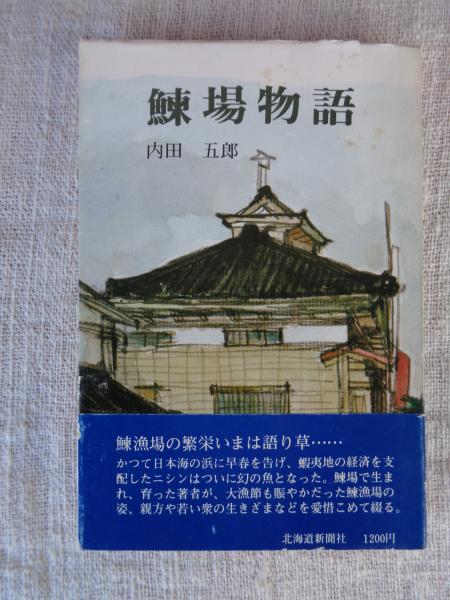 鰊場物語
内田 五郎
鰊漁場の繁栄いまは語り草……
かつて日本海の浜に早春を告げ、蝦夷地の経済を支
配したニシンはついに幻の魚となった。鰊場で生ま
れ、育った著者が、大漁節も賑やかだった鰊漁場の
姿、親方や若い衆の生きざまなどを愛惜こめて綴る。
北海道新聞社 1200円